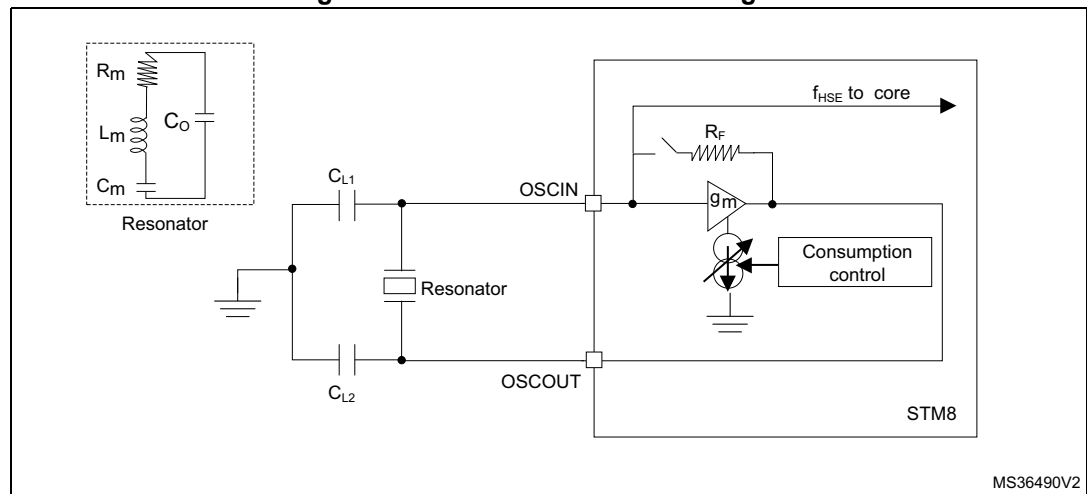 Rm
Lm
Cm
CO
Resonator
CL1
CL2
Resonator
OSCIN
OSCOUT
fHSE to core
RF
gm
Consumption
control
STM8
MS36490V2